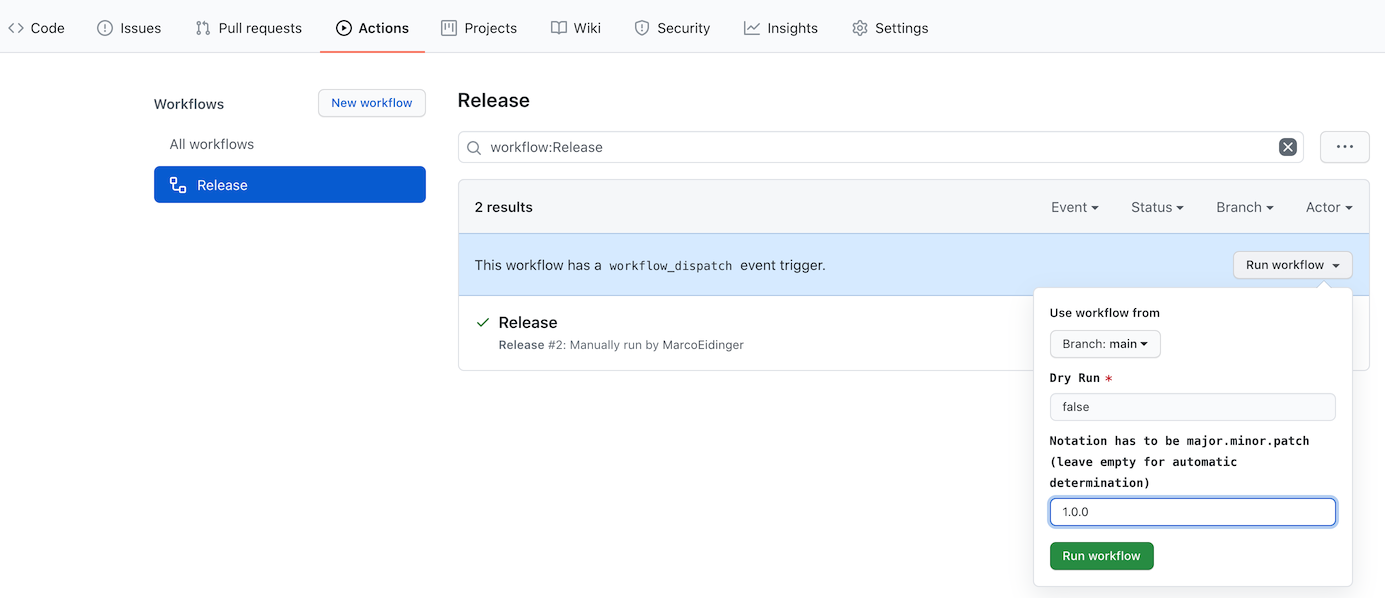 Code Issues Pull requests Actions Projects Wiki Security Insights Settings
Workflows
New workflow
All workflows
Release
Release
workflow:Release
2 results
Event Status Branch Actor
This workflow has a workflow_dispatch event trigger.
Run workflow
Release
Release #2: Manually run by MarcoEidinger
Use workflow from
Branch: main
Dry Run *
false
Notation has to be major.minor.patch
(leave empty for automatic
determination)
1.0.0
Run workflow